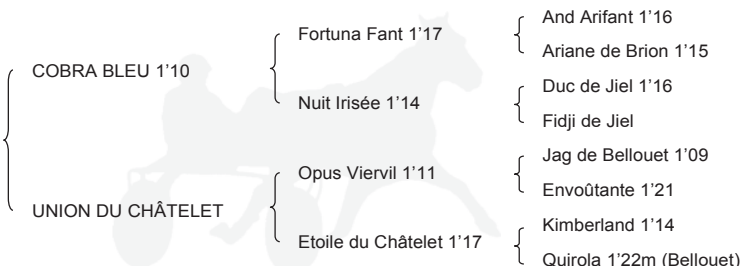 COBRA BLEU 1’10
UNION DU CHÂTELET
Fortuna Fant 1’17
Nuit Irisée 1’14
Opus Viervil 1’11
Etoile du Châtelet 1’17
And Arifant 1’16
Ariane de Brion 1’15
Duc de Jiel 1’16
Fidji de Jiel
Jag de Bellouet 1’09
Envoûtante 1’21
Kimberland 1’14
Quirola 1’22m (Bellouet)